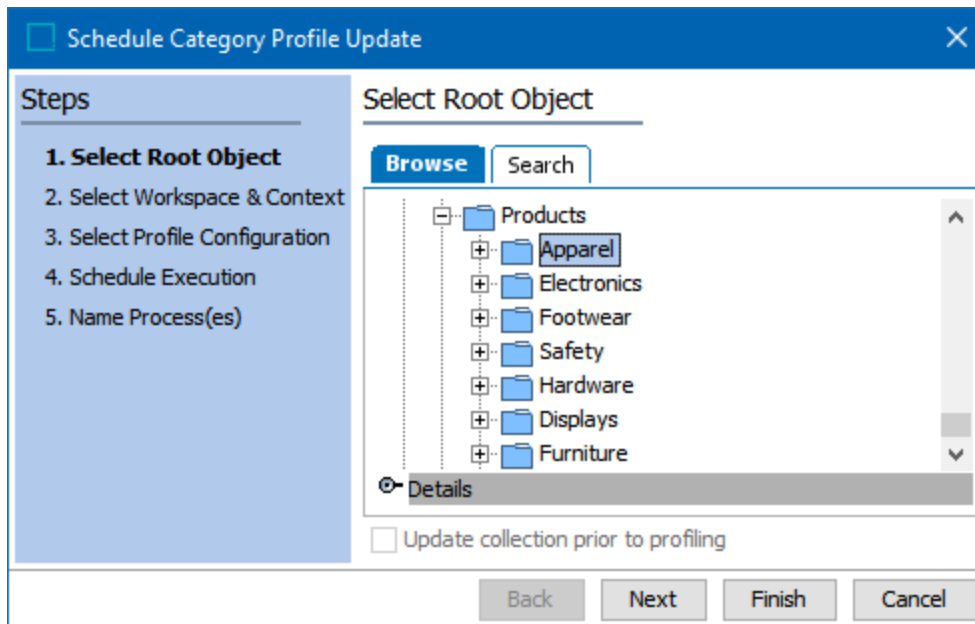 Schedule Category Profile Update
Steps
1. Select Root Object
2. Select Workspace & Context
3. Select Profile Configuration
4. Schedule Execution
5. Name Process(es)
Select Root Object
Browse
Search
Products
Apparel
Electronics
Footwear
Safety
Hardware
Displays
Furniture
Details
Update collection prior to profiling
Back
Next
Finish
Cancel